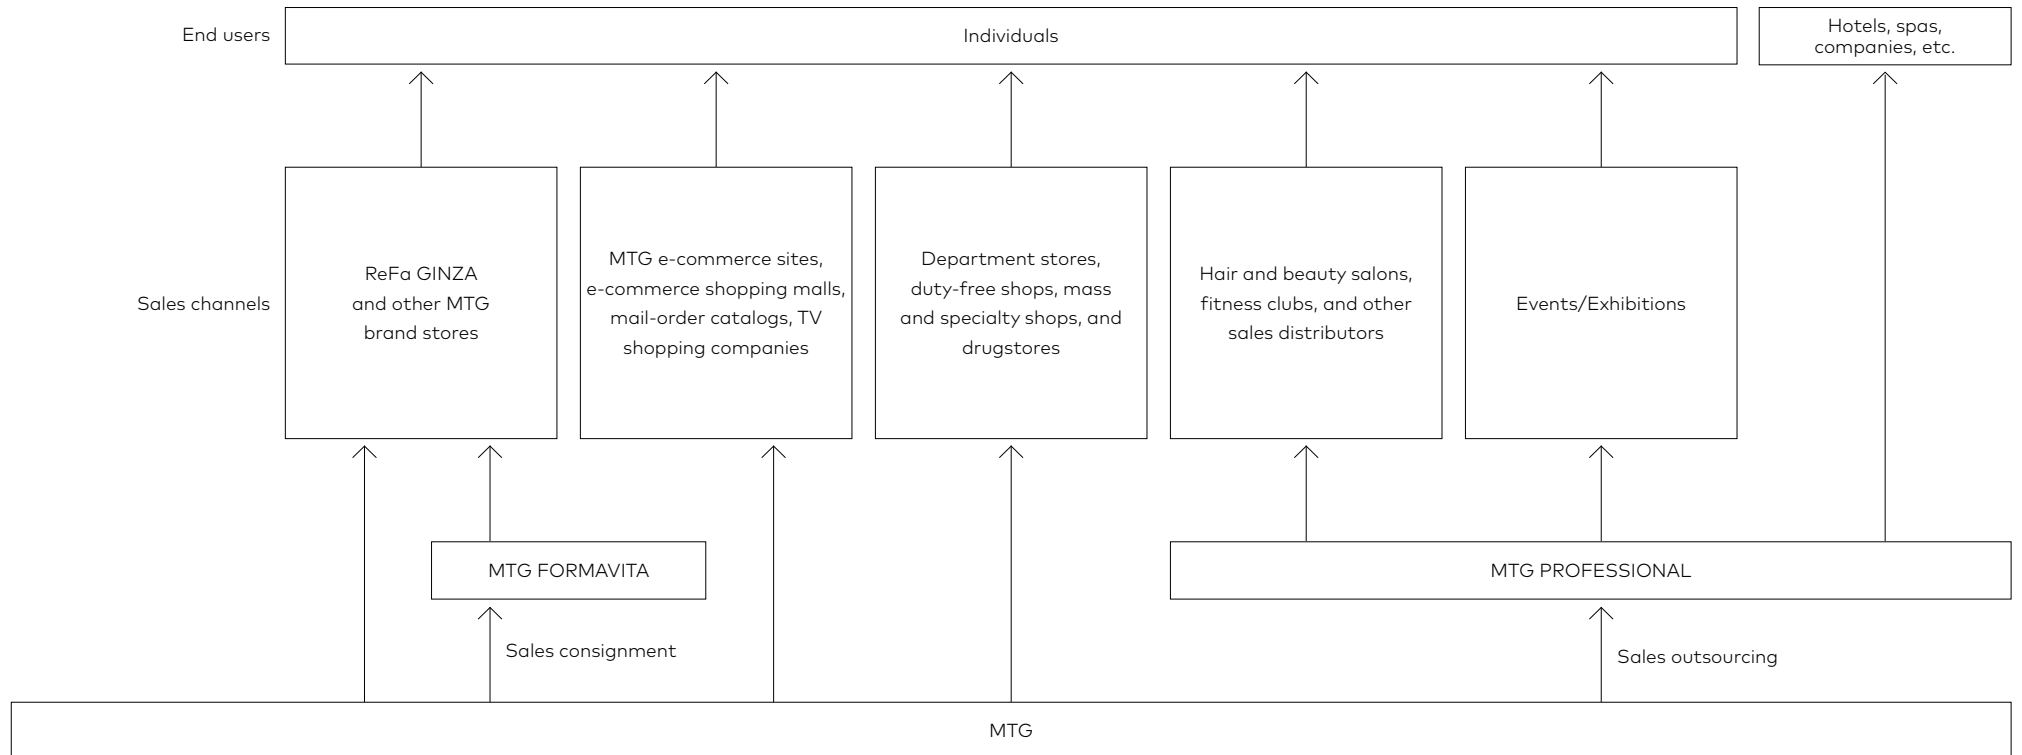 End users
Individuals
Hotels, spas,
companies, etc.
Sales channels
ReFa GINZA
and other MTG
brand stores
MTG e-commerce sites,
e-commerce shopping malls,
mail-order catalogs, TV
shopping companies
Department stores,
duty-free shops, mass
and specialty shops, and
drugstores
Hair and beauty salons,
fitness clubs, and other
sales distributors
Events/Exhibitions
MTG FORMAVITA
MTG PROFESSIONAL
Sales consignment
Sales outsourcing
MTG